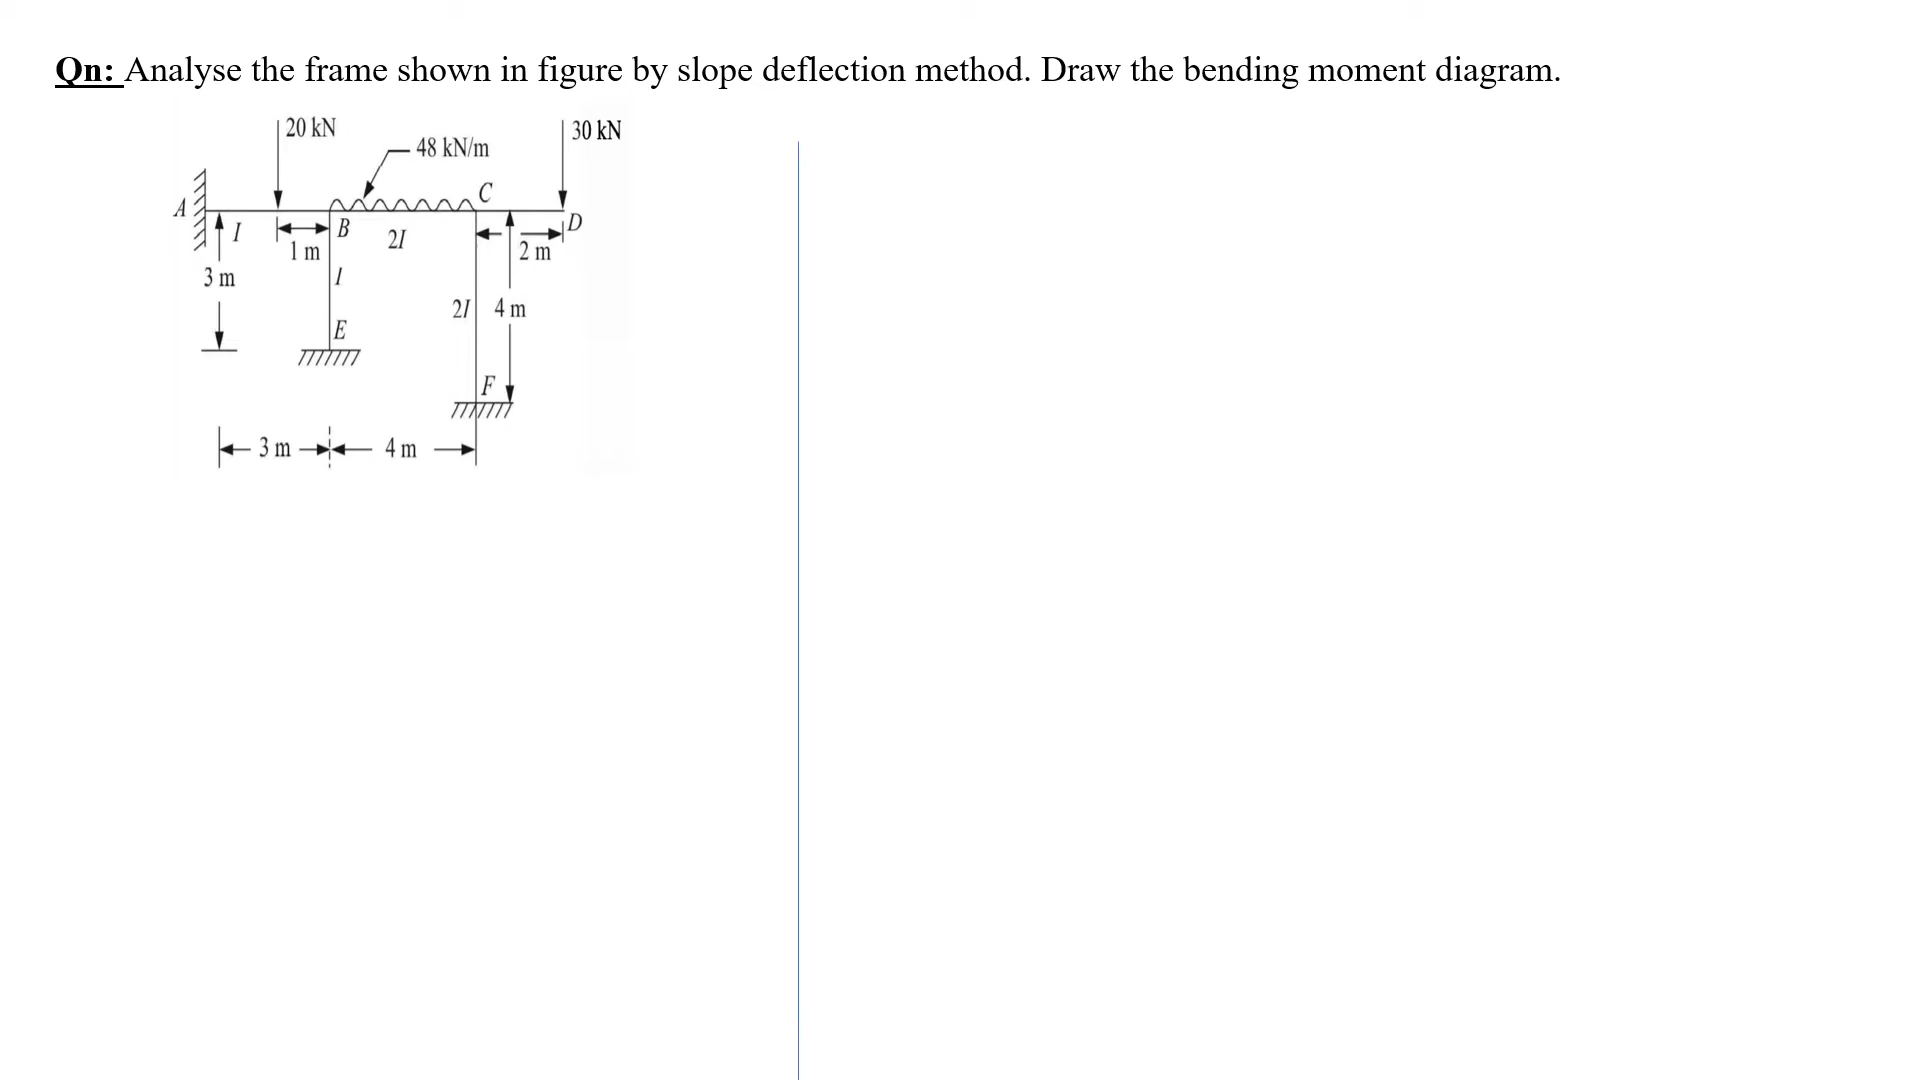 Qn: Analyse the frame shown in figure by slope deflection method. Draw the bending moment diagram.
20 kN
30 kN
48 kN/m
C
A
I
B
D
1 m
2I
2 m
3 m
I
2I
4 m
E
F
3 m
4 m